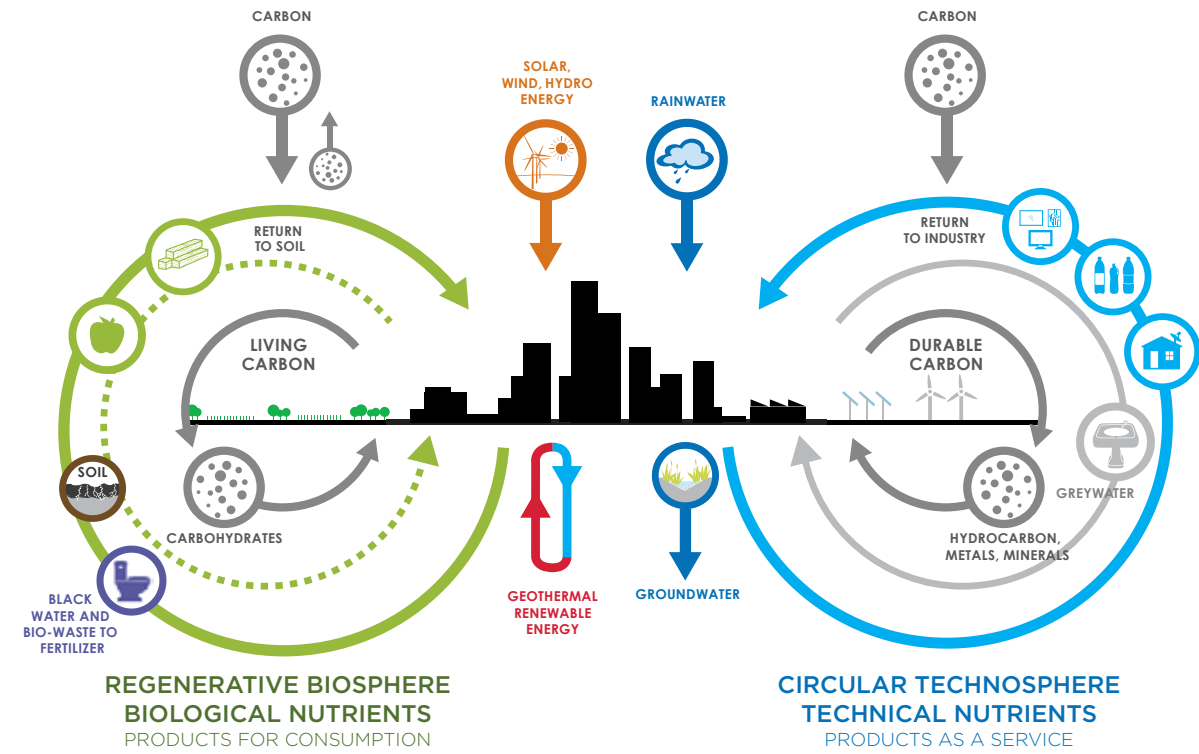 CARBON
SOLAR,
WIND, HYDRO
ENERGY
RAINWATER
CARBON
RETURN
TO SOIL
RETURN
TO INDUSTRY
LIVING
CARBON
DURABLE
CARBON
SOIL
GREYWATER
CARBOHYDRATES
HYDROCARBON,
METALS, MINERALS
BLACK
WATER AND
BIO-WASTE TO
FERTILIZER
GEOTHERMAL
RENEWABLE
ENERGY
GROUNDWATER
REGENERATIVE BIOSPHERE
BIOLOGICAL NUTRIENTS
PRODUCTS FOR CONSUMPTION
CIRCULAR TECHNOSPHERE
TECHNICAL NUTRIENTS
PRODUCTS AS A SERVICE